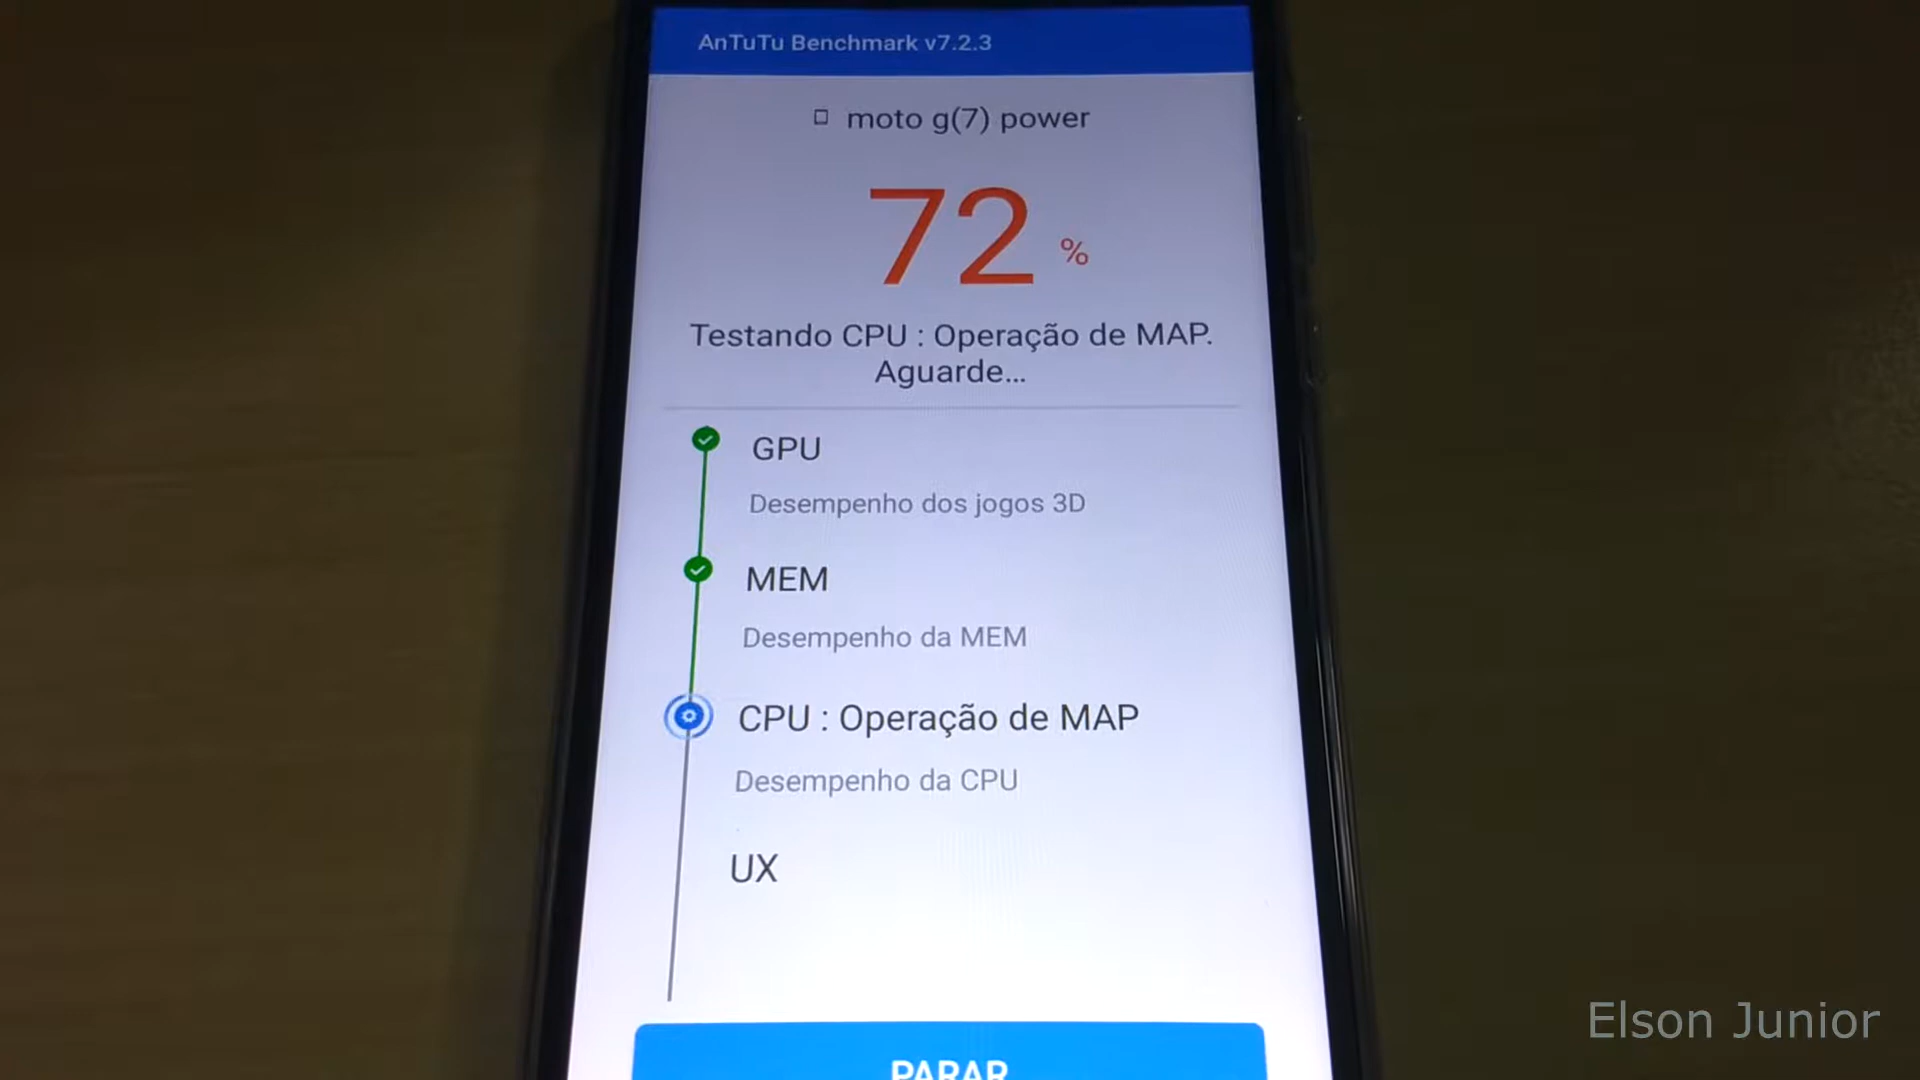 AnTuTu Benchmark v7.2.3
moto g(7) power
72 %
Testando CPU : Operação de MAP.
Aguarde...
GPU
Desempenho dos jogos 3D
MEM
Desempenho da MEM
CPU : Operação de MAP
Desempenho da CPU
UX
PARAR
Elson Junior